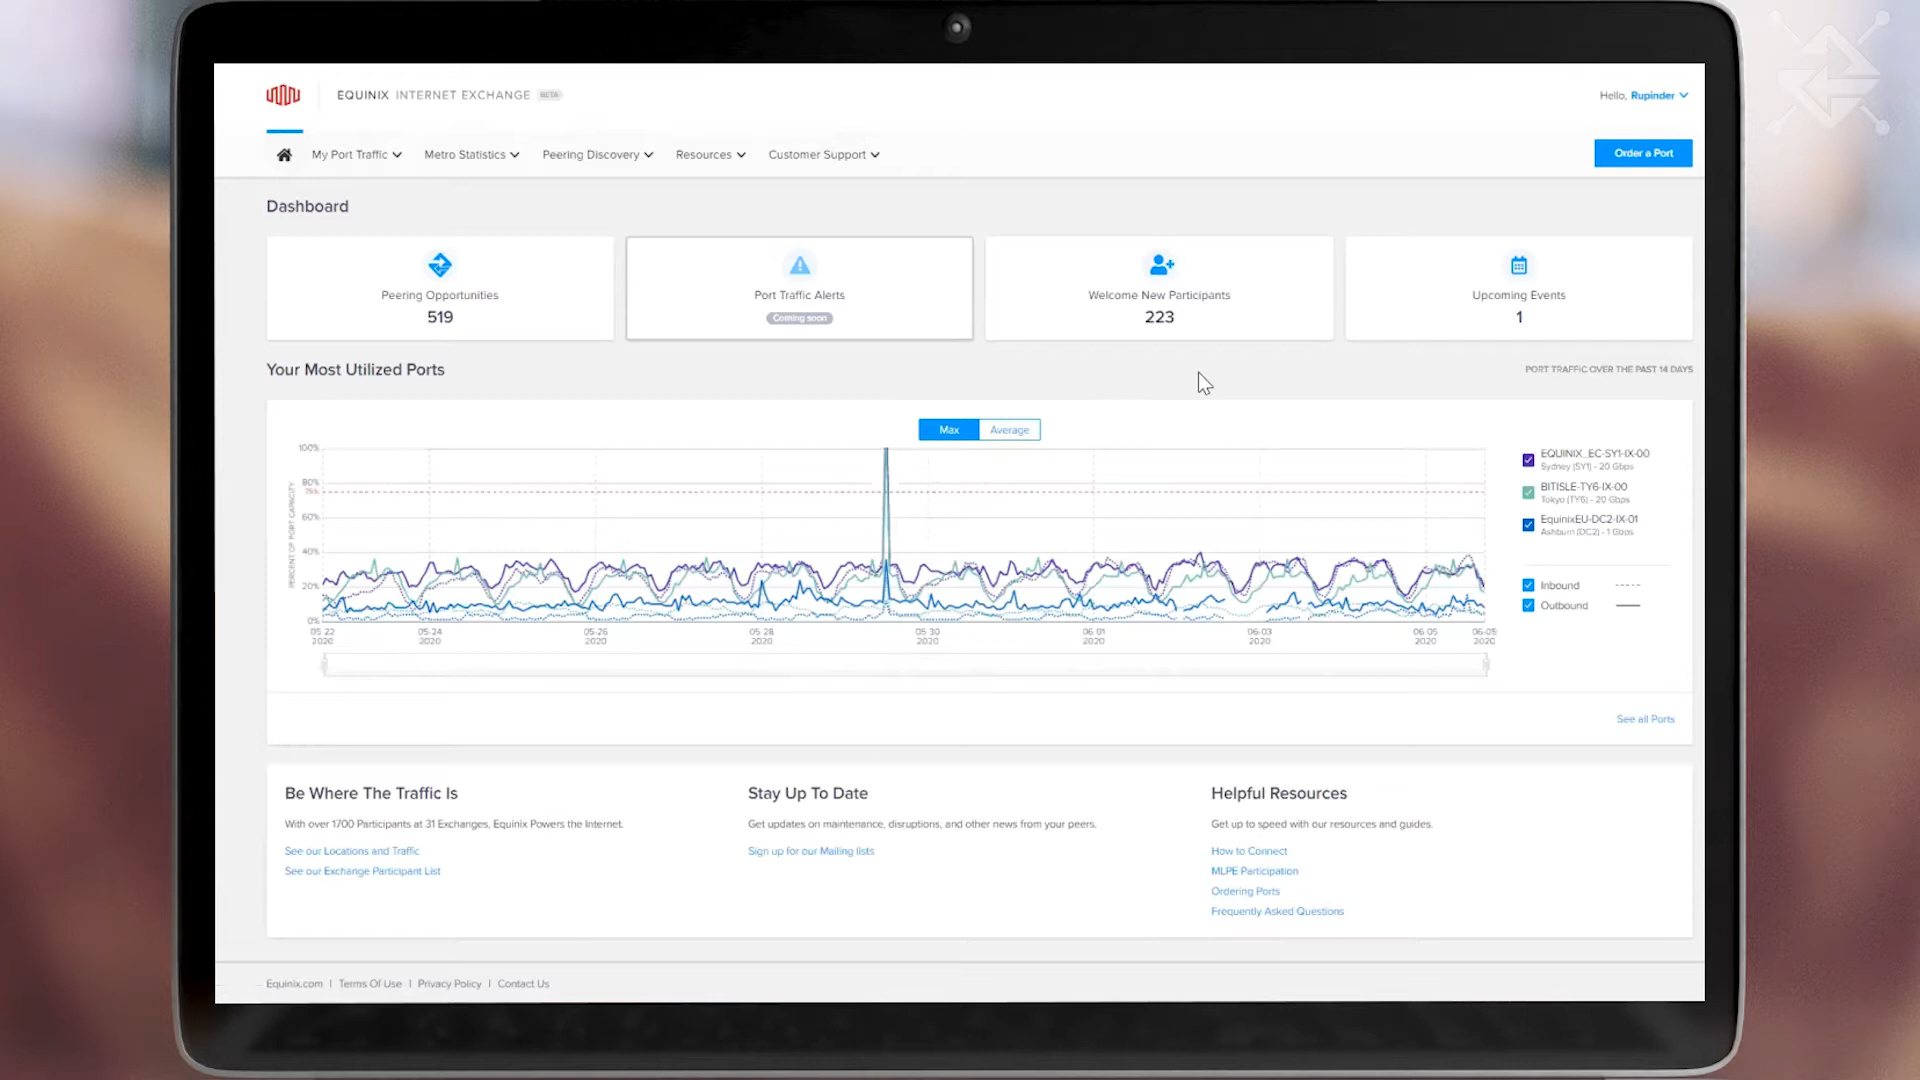 EQUINIX INTERNET EXCHANGE BETA
Hello, Rupinder
My Port Traffic
Metro Statistics
Peering Discovery
Resources
Customer Support
Order a Port
Dashboard
Peering Opportunities
519
Port Traffic Alerts
Coming soon
Welcome New Participants
223
Upcoming Events
1
Your Most Utilized Ports
PORT TRAFFIC OVER THE PAST 14 DAYS
Max
Average
PERCENT OF PORT CAPACITY
100%
80%
75%
60%
40%
20%
0%
05 22
2020
05 24
2020
05 26
2020
05 28
2020
05 30
2020
06 01
2020
06 03
2020
06 05
2020
06-05
2020
EQUINIX_EC-SY1-IX-00
Sydney (SY1) - 20 Gbps
BITISLE-TY6-IX-00
Tokyo (TY6) - 20 Gbps
EquinixEU-DC2-IX-01
Ashburn (DC2) - 1 Gbps
Inbound
Outbound
See all Ports
Be Where The Traffic Is
With over 1700 Participants at 31 Exchanges, Equinix Powers the Internet.
See our Locations and Traffic
See our Exchange Participant List
Stay Up To Date
Get updates on maintenance, disruptions, and other news from your peers.
Sign up for our Mailing lists
Helpful Resources
Get up to speed with our resources and guides.
How to Connect
MLPE Participation
Ordering Ports
Frequently Asked Questions
Equinix.com | Terms Of Use | Privacy Policy | Contact Us